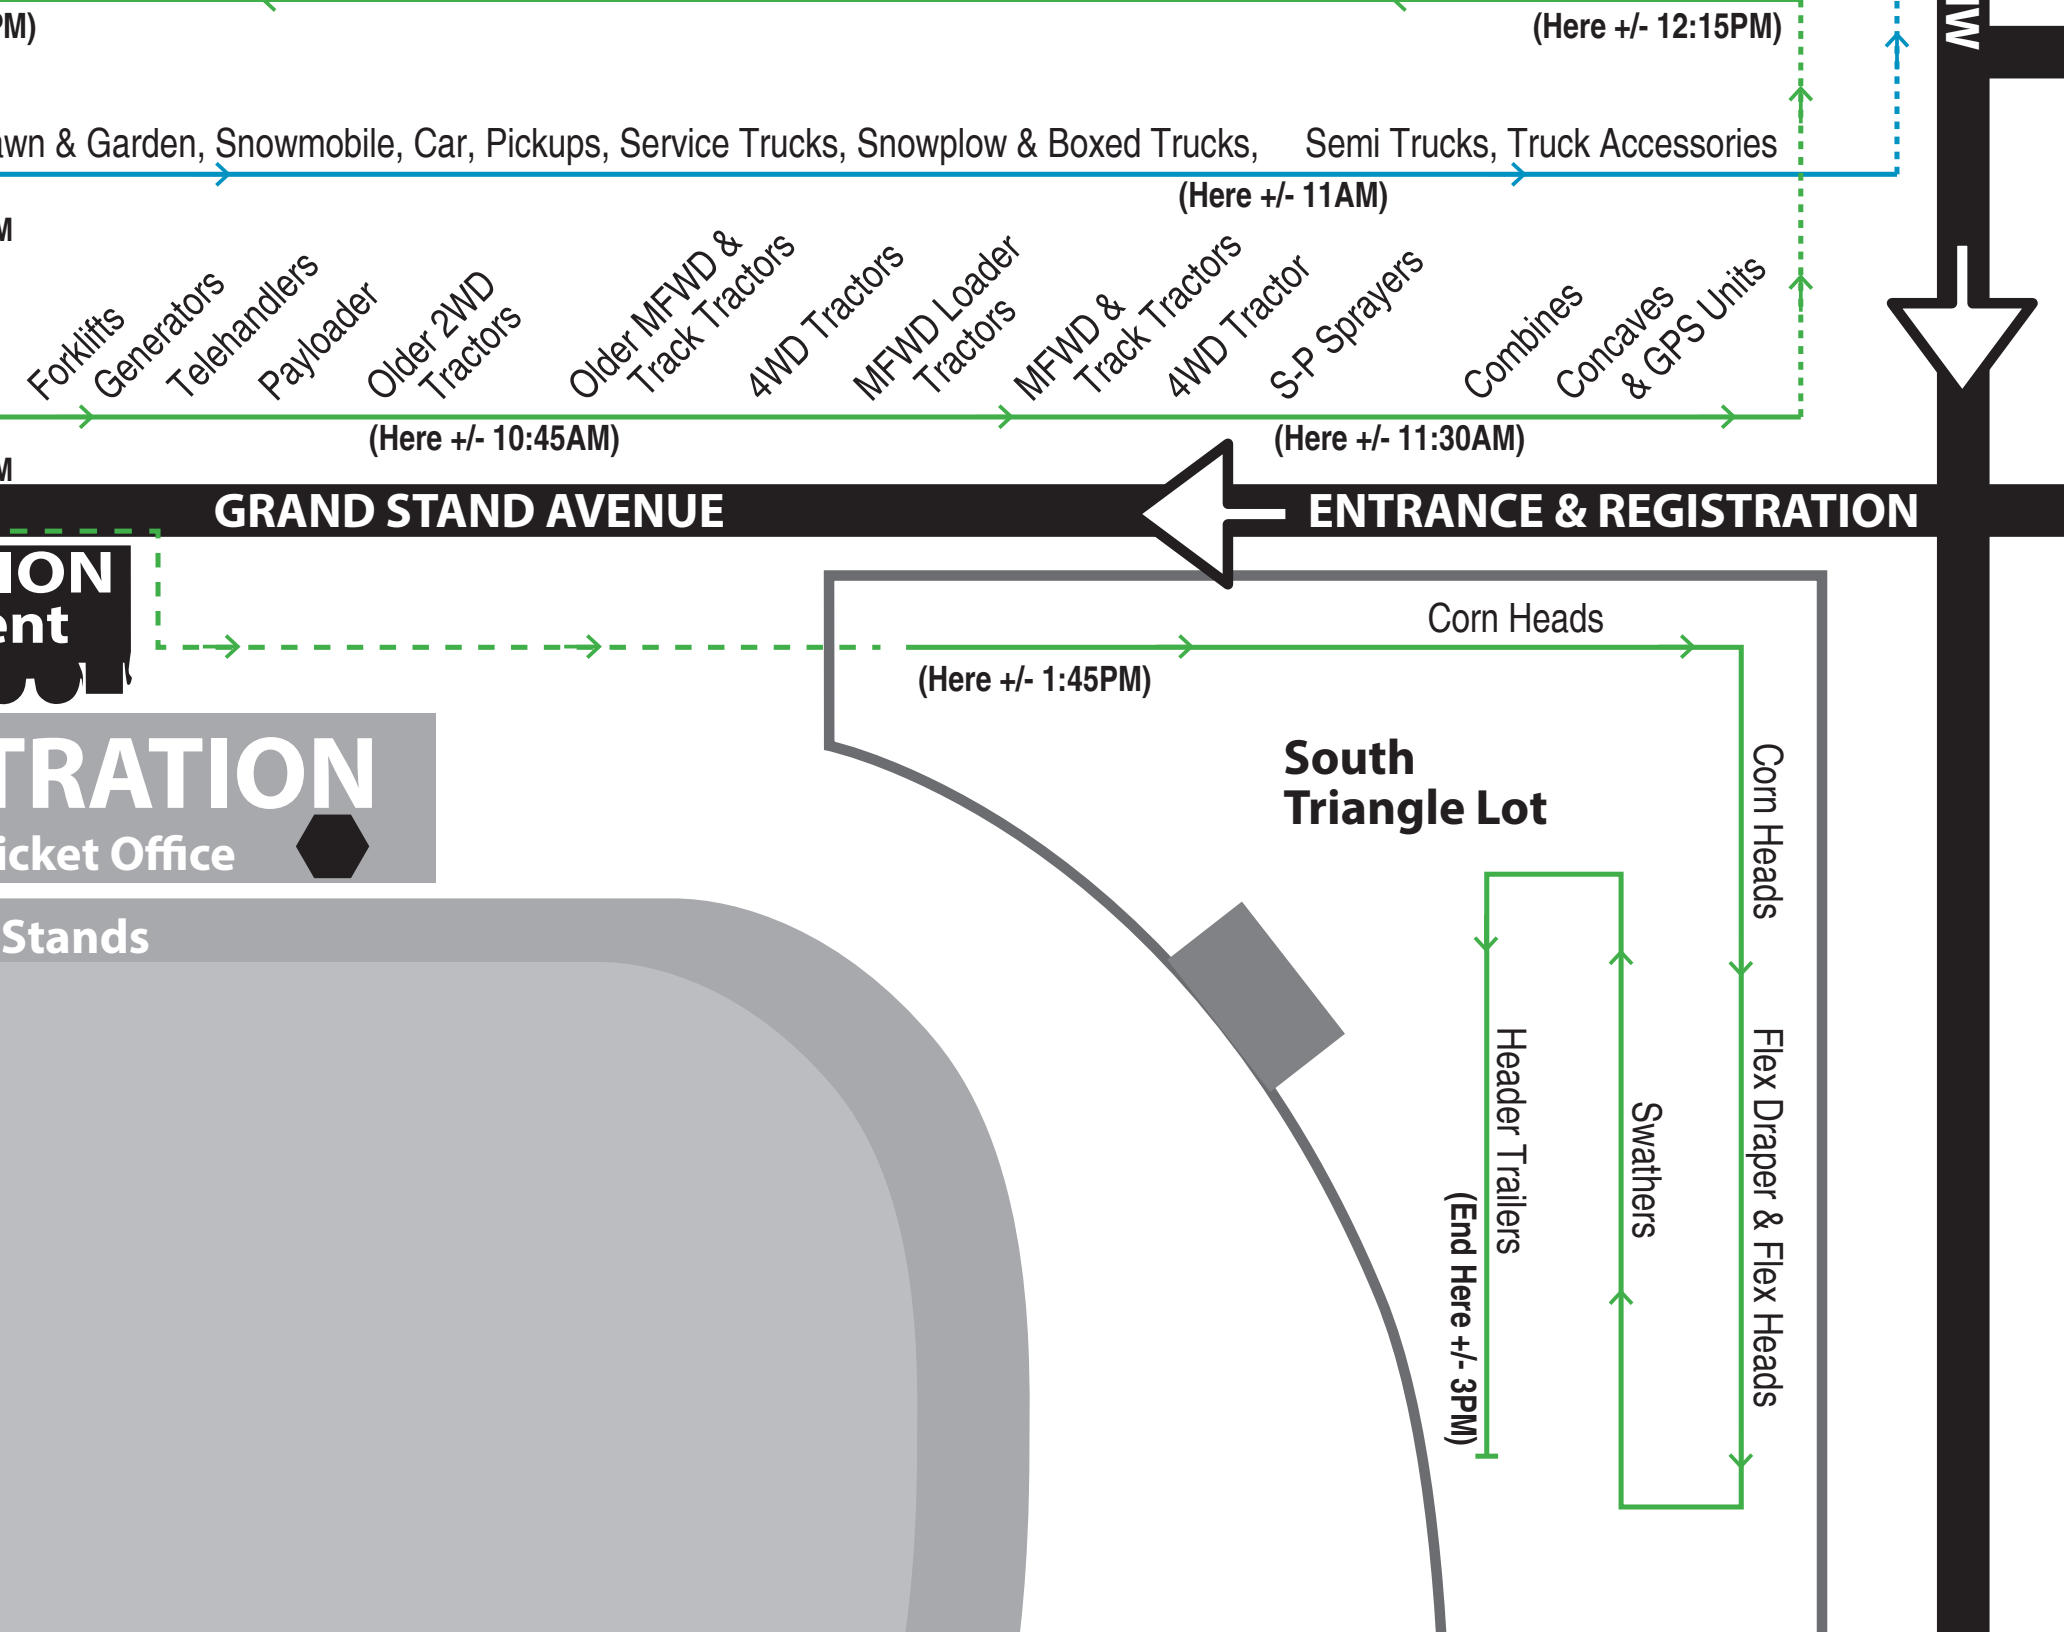 PM)
(Here +/- 12:15PM)
W
awn & Garden, Snowmobile, Car, Pickups, Service Trucks, Snowplow & Boxed Trucks, Semi Trucks, Truck Accessories
(Here +/- 11AM)
M
Forklifts
Generators
Telehandlers
Payloader
Older 2WD
Tractors
Older MFWD &
Track Tractors
4WD Tractors
MFWD Loader
Tractors
MFWD &
Track Tractors
4WD Tractor
S-P Sprayers
Combines
Concaves
& GPS Units
(Here +/- 10:45AM)
(Here +/- 11:30AM)
M
GRAND STAND AVENUE
ENTRANCE & REGISTRATION
ION
ent
Corn Heads
(Here +/- 1:45PM)
TRATION
icket Office
Stands
South
Triangle Lot
Corn Heads
Flex Draper & Flex Heads
Swathers
Header Trailers
(End Here +/- 3PM)